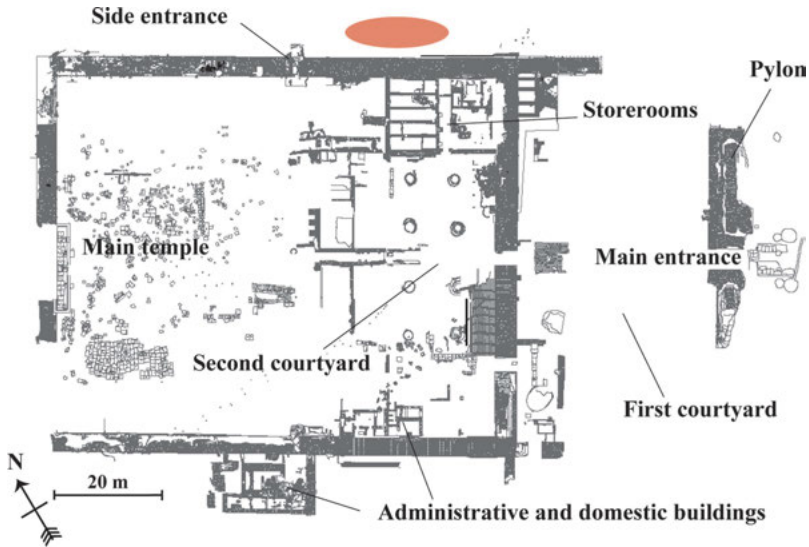 Side entrance
Pylon
Storerooms
Main temple
Main entrance
Second courtyard
First courtyard
N
20 m
Administrative and domestic buildings